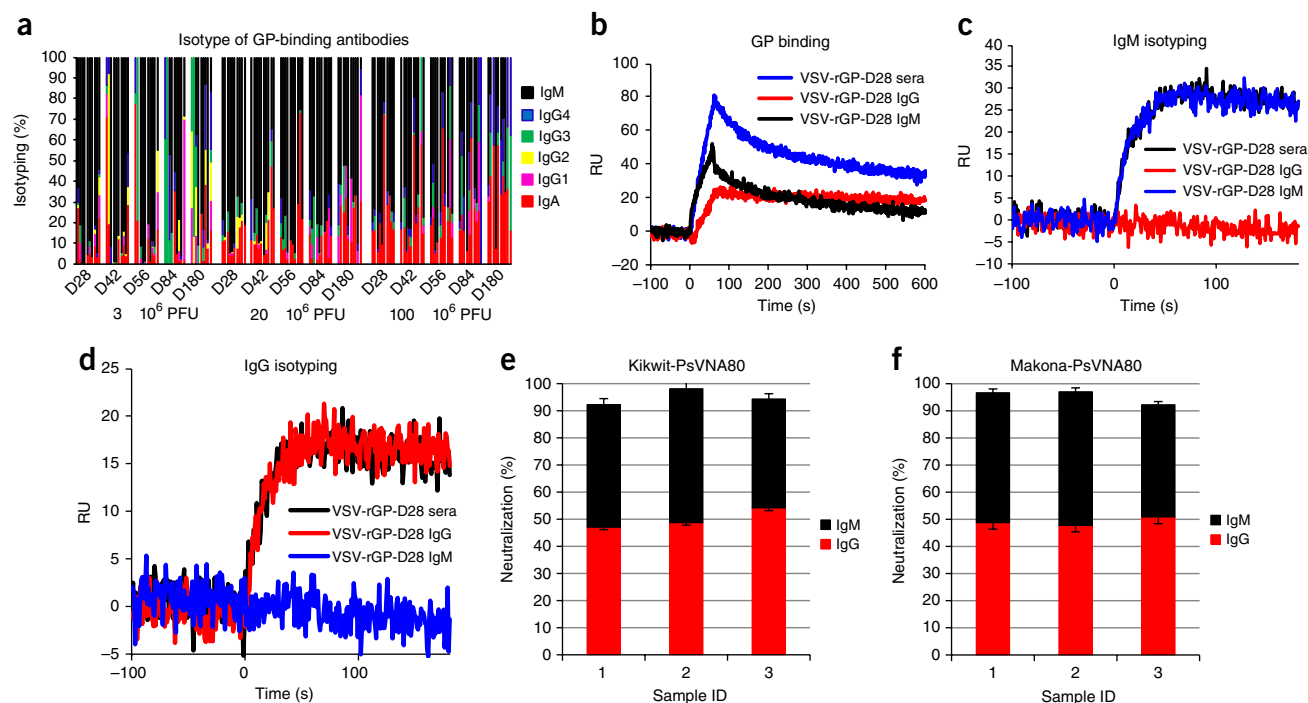 a
Isotype of GP-binding antibodies
Isotyping (%)
100
90
80
70
60
50
40
30
20
10
0
D28
D42
D56
D84
D180
D28
D42
D56
D84
D180
D28
D42
D56
D84
D180
3 10⁶ PFU
20 10⁶ PFU
100 10⁶ PFU
IgM
IgG4
IgG3
IgG2
IgG1
IgA
b
GP binding
RU
100
80
60
40
20
0
–20
–100 0 100 200 300 400 500 600
Time (s)
VSV-rGP-D28 sera
VSV-rGP-D28 IgG
VSV-rGP-D28 IgM
c
IgM isotyping
RU
40
35
30
25
20
15
10
5
0
–5
–10
–100 0 100
Time (s)
VSV-rGP-D28 sera
VSV-rGP-D28 IgG
VSV-rGP-D28 IgM
d
IgG isotyping
RU
25
20
15
10
5
0
–5
–100 0 100
Time (s)
VSV-rGP-D28 sera
VSV-rGP-D28 IgG
VSV-rGP-D28 IgM
e
Kikwit-PsVNA80
Neutralization (%)
100
90
80
70
60
50
40
30
20
10
0
1 2 3
Sample ID
IgM
IgG
f
Makona-PsVNA80
Neutralization (%)
100
90
80
70
60
50
40
30
20
10
0
1 2 3
Sample ID
IgM
IgG